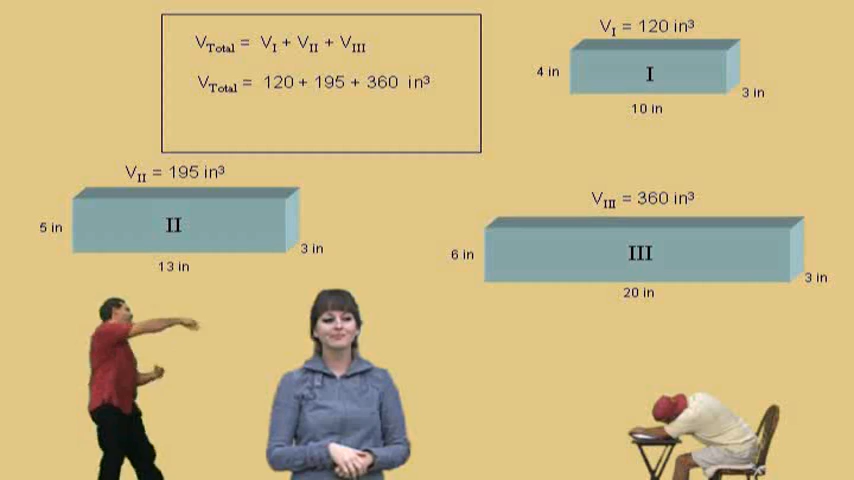 V_Total = V_I + V_II + V_III
V_Total = 120 + 195 + 360 in³
V_I = 120 in³
4 in
I
3 in
10 in
V_II = 195 in³
5 in
II
3 in
13 in
V_III = 360 in³
6 in
III
3 in
20 in